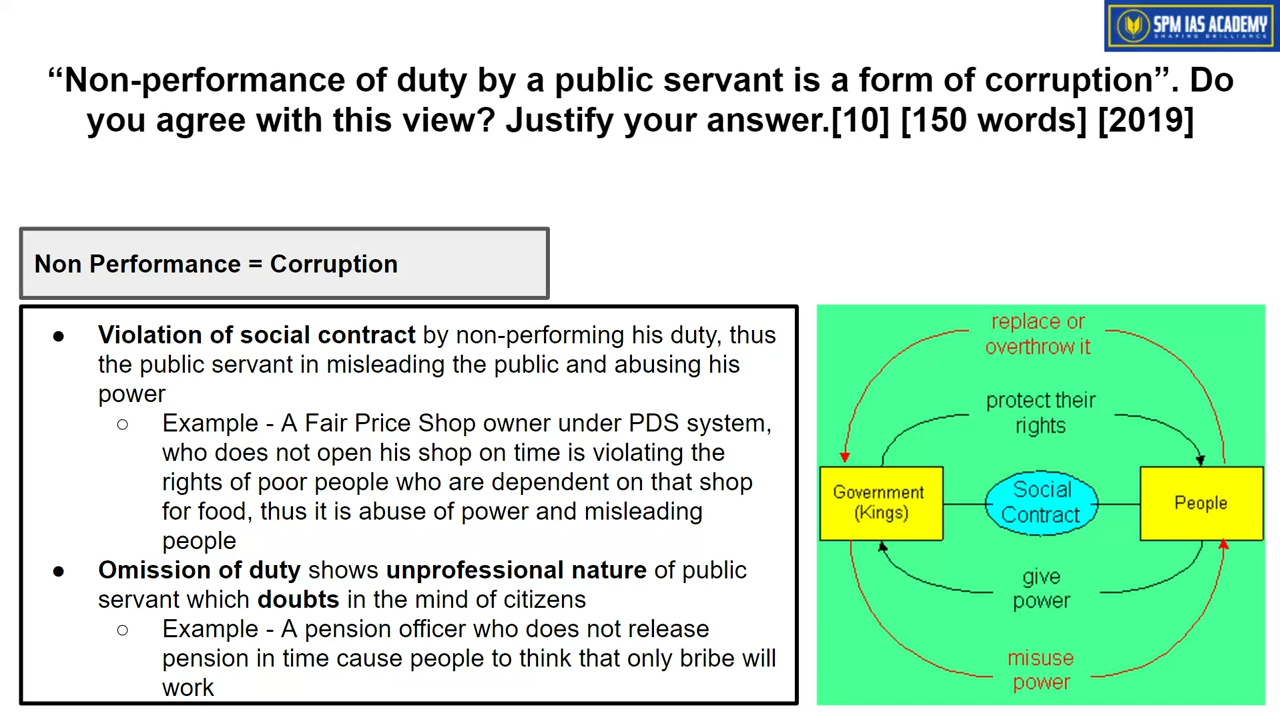 SPM IAS ACADEMY
SHAPING BRILLIANCE
“Non-performance of duty by a public servant is a form of corruption”. Do
you agree with this view? Justify your answer.[10] [150 words] [2019]
Non Performance = Corruption
● Violation of social contract by non-performing his duty, thus
the public servant in misleading the public and abusing his
power
○ Example - A Fair Price Shop owner under PDS system,
who does not open his shop on time is violating the
rights of poor people who are dependent on that shop
for food, thus it is abuse of power and misleading
people
● Omission of duty shows unprofessional nature of public
servant which doubts in the mind of citizens
○ Example - A pension officer who does not release
pension in time cause people to think that only bribe will
work
replace or
overthrow it
protect their
rights
Government
(Kings)
Social
Contract
People
give
power
misuse
power